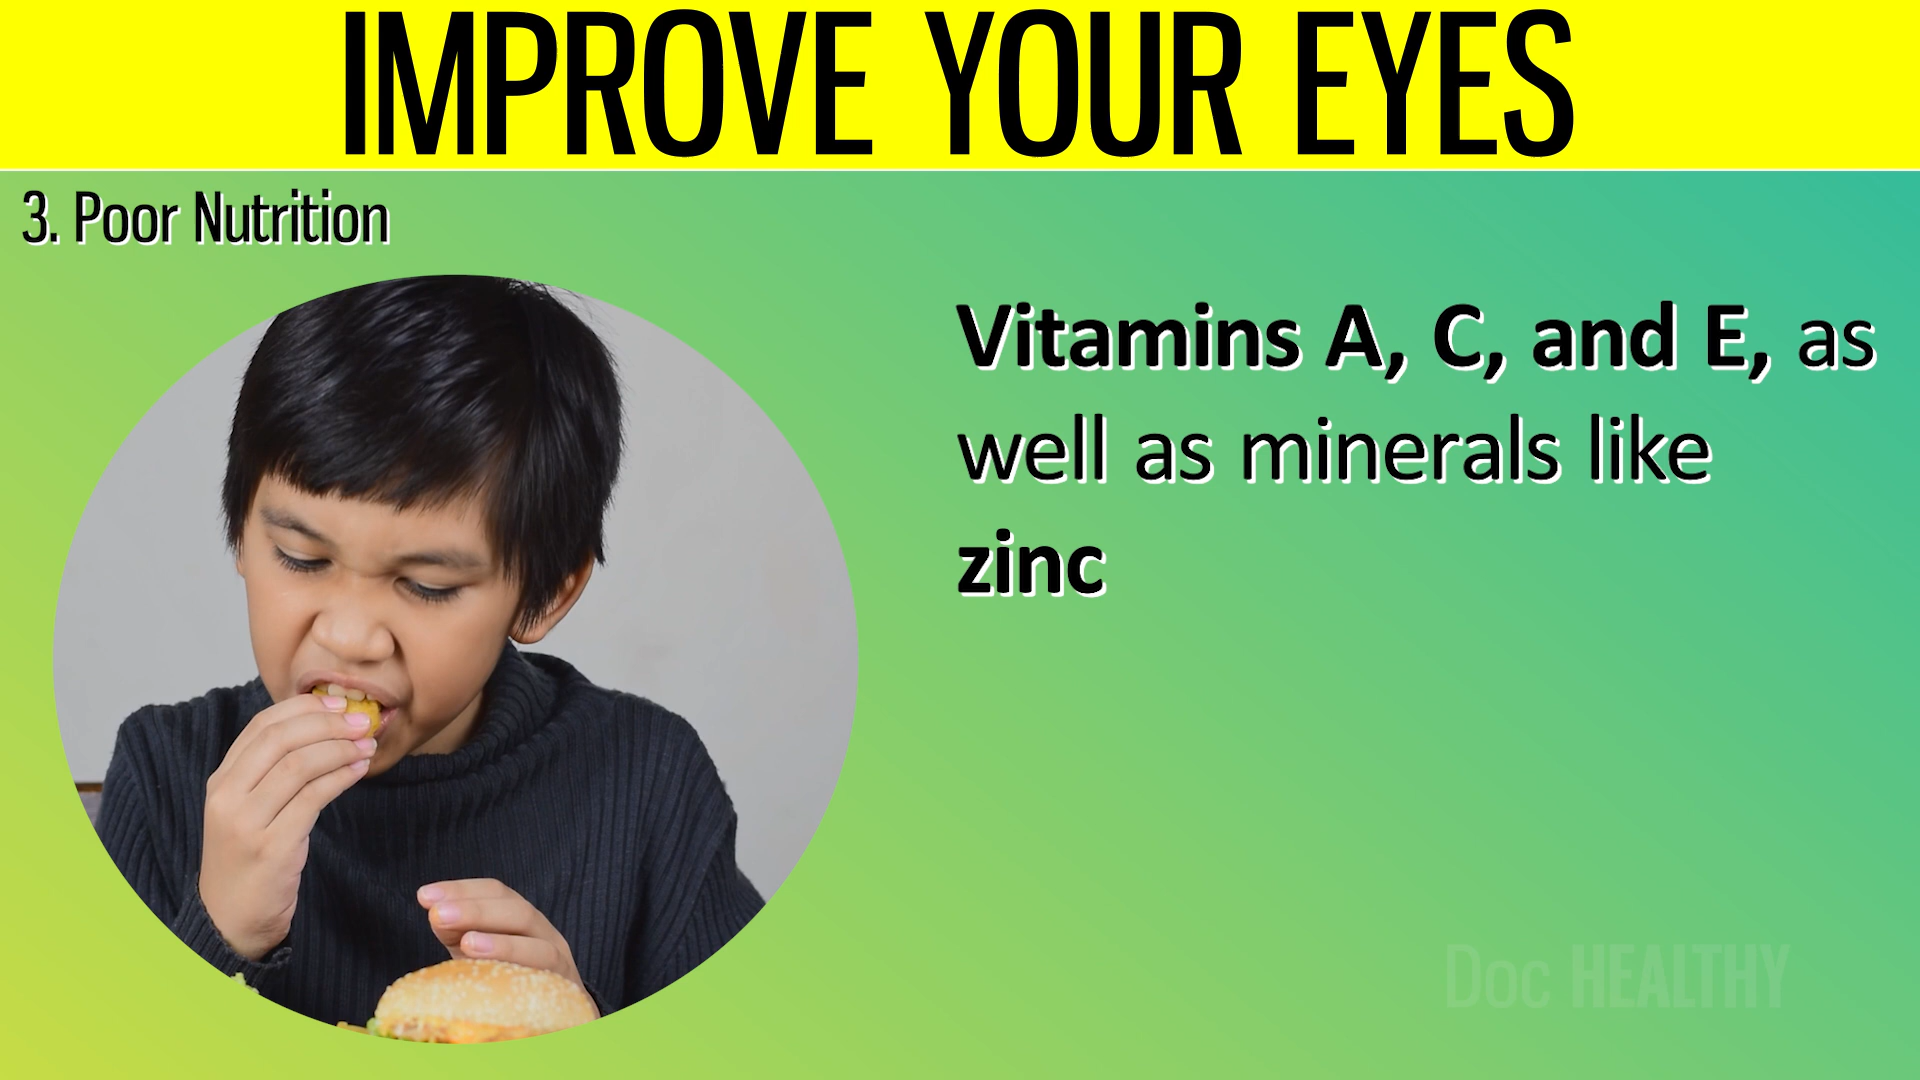 IMPROVE YOUR EYES
3. Poor Nutrition
Vitamins A, C, and E, as
well as minerals like
zinc
Doc HEALTHY